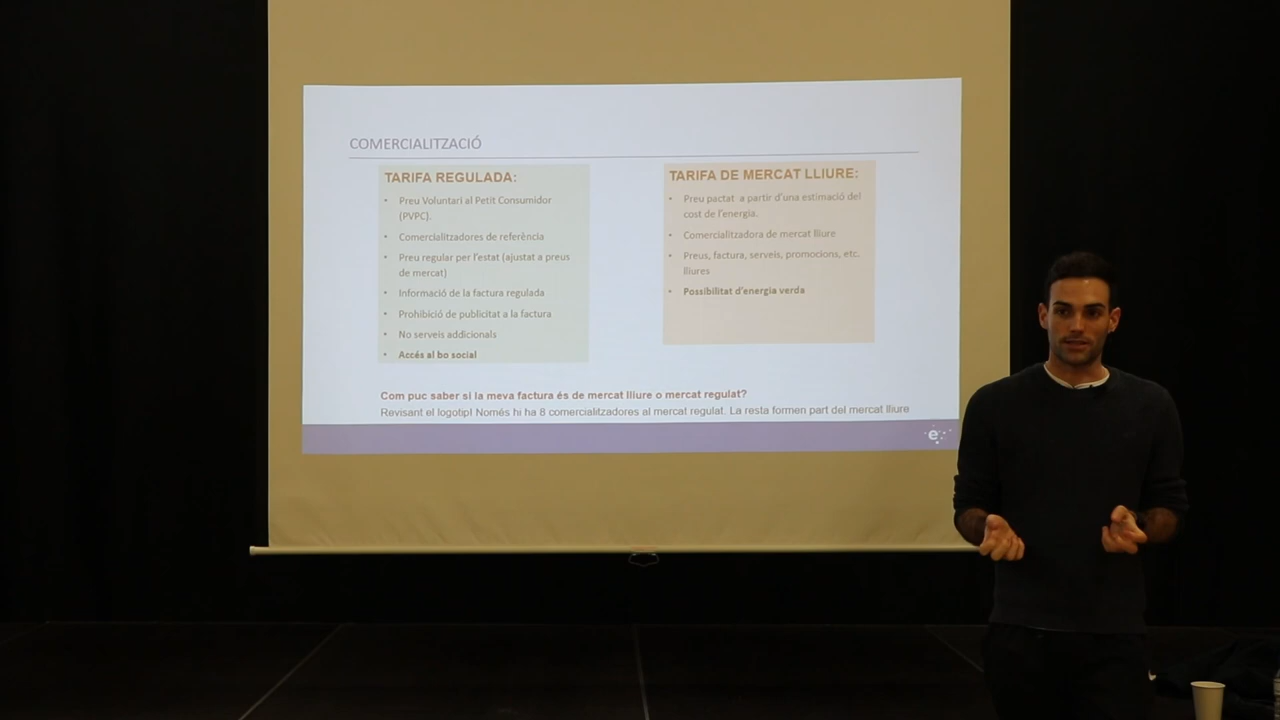 COMERCIALITZACIÓ
TARIFA REGULADA:
• Preu Voluntari al Petit Consumidor
(PVPC).
• Comercialitzadores de referència
• Preu regular per l'estat (ajustat a preus
de mercat)
• Informació de la factura regulada
• Prohibició de publicitat a la factura
• No serveis addicionals
• Accés al bo social
TARIFA DE MERCAT LLIURE:
• Preu pactat a partir d'una estimació del
cost de l'energia.
• Comercialitzadora de mercat lliure
• Preus, factura, serveis, promocions, etc.
lliures
• Possibilitat d'energia verda
Com puc saber si la meva factura és de mercat lliure o mercat regulat?
Revisant el logotip! Només hi ha 8 comercialitzadores al mercat regulat. La resta formen part del mercat lliure
e